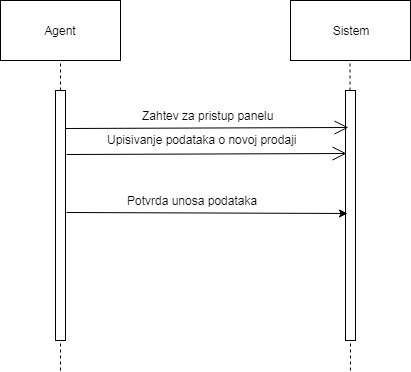 Agent
Sistem
Zahtev za pristup panelu
Upisivanje podataka o novoj prodaji
Potvrda unosa podataka